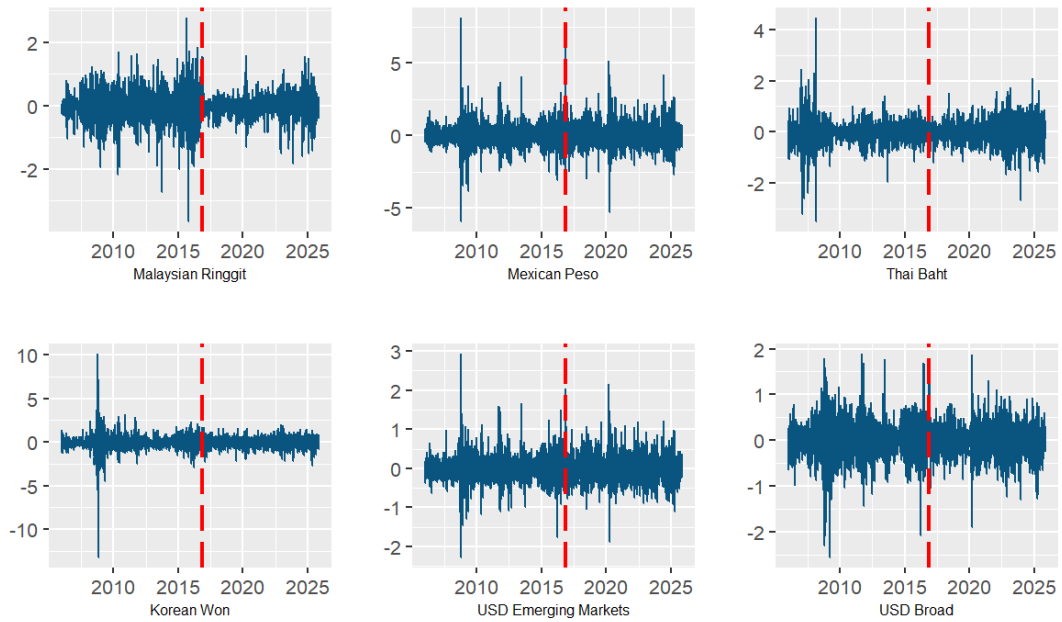 2
0
-2
2010 2015 2020 2025
Malaysian Ringgit
5
0
-5
2010 2015 2020 2025
Mexican Peso
4
2
0
-2
2010 2015 2020 2025
Thai Baht
10
5
0
-5
-10
2010 2015 2020 2025
Korean Won
3
2
1
0
-1
-2
2010 2015 2020 2025
USD Emerging Markets
2
1
0
-1
-2
2010 2015 2020 2025
USD Broad